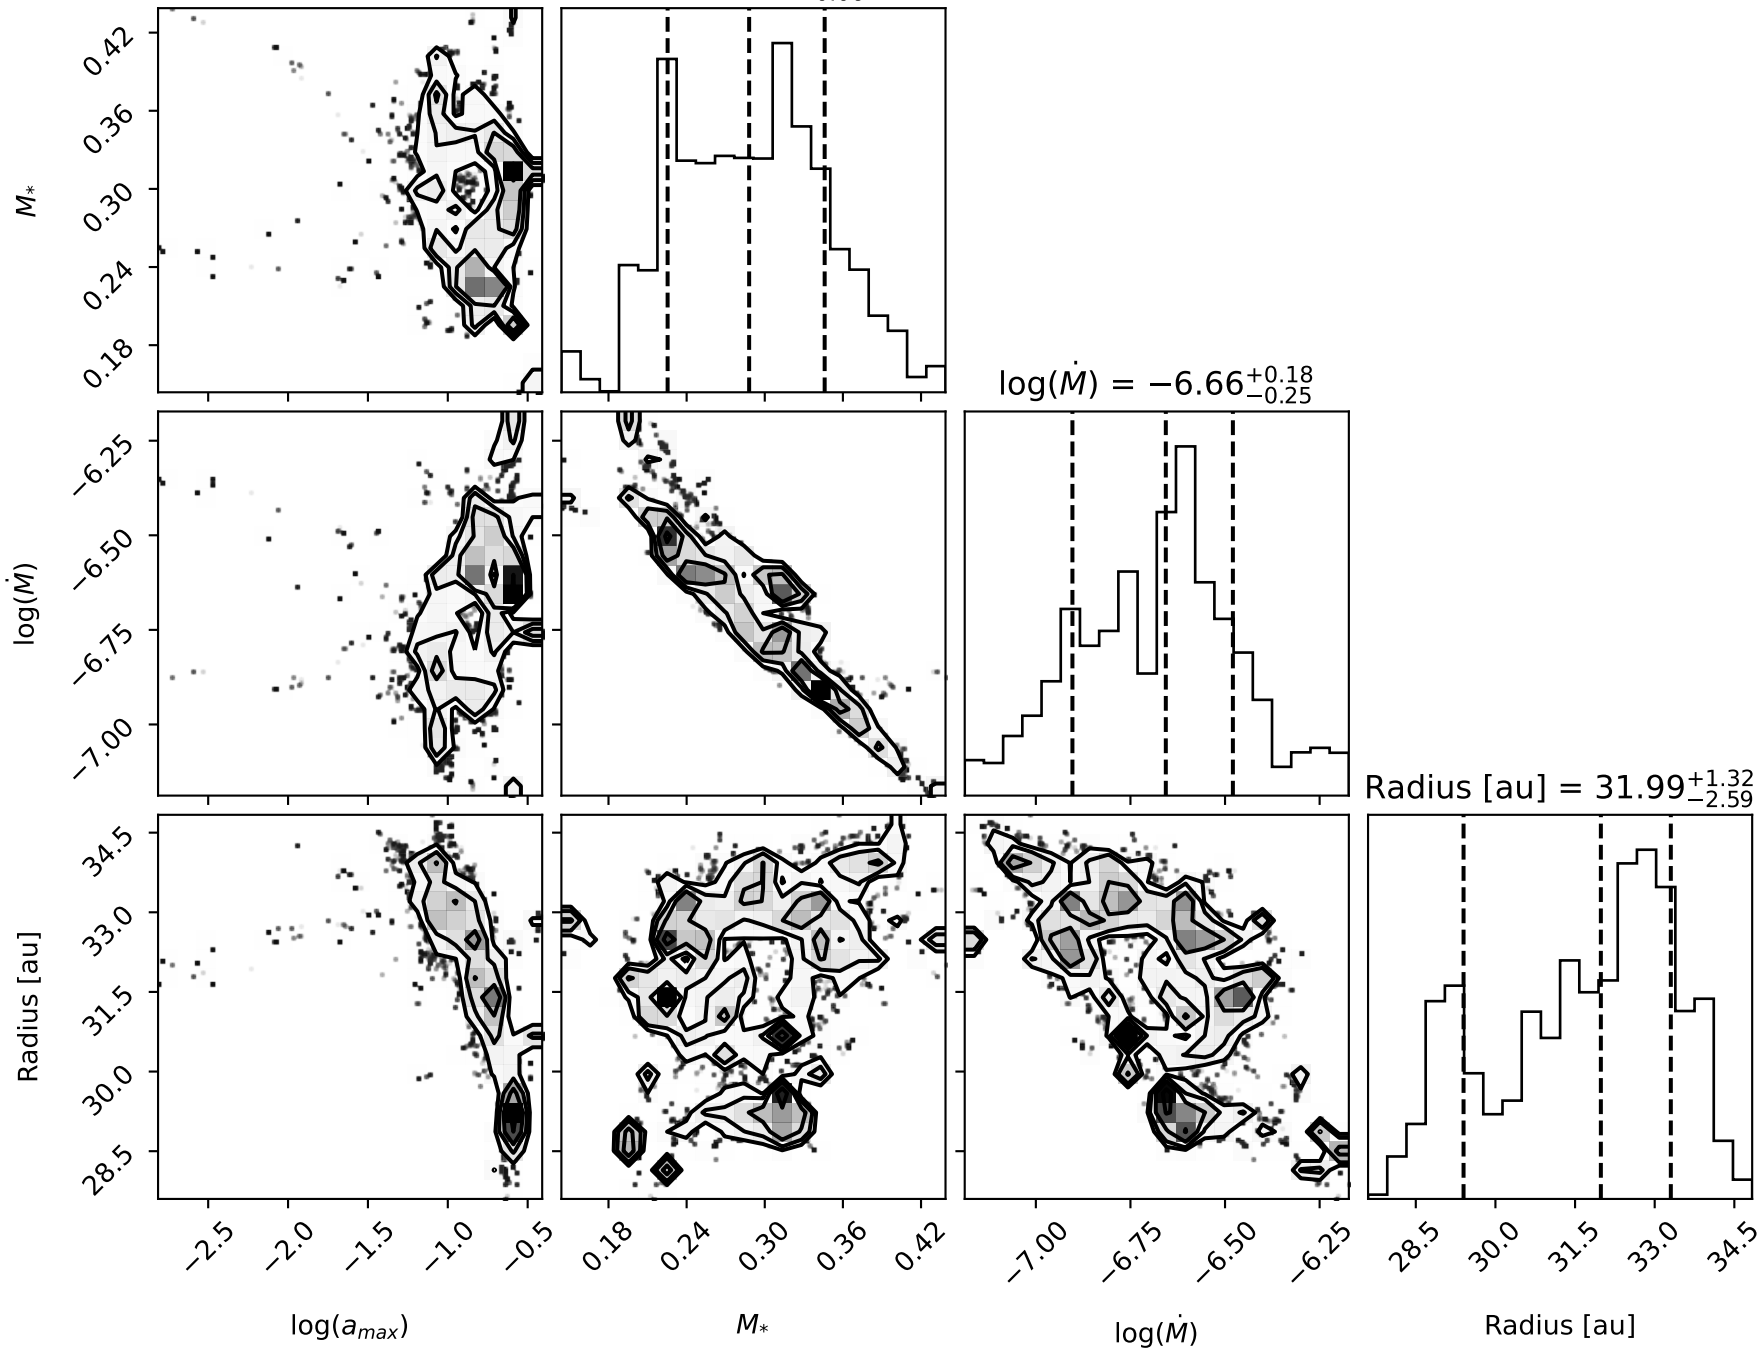 0.42
0.36
0.30
0.24
0.18
M*
log(Ṁ) = −6.66 +0.18 −0.25
−6.25
−6.50
−6.75
−7.00
log(Ṁ)
Radius [au] = 31.99 +1.32 −2.59
34.5
33.0
31.5
30.0
28.5
Radius [au]
−2.5 −2.0 −1.5 −1.0 −0.5 0.18 0.24 0.30 0.36 0.42 −7.00 −6.75 −6.50 −6.25 28.5 30.0 31.5 33.0 34.5
log(amax) M* log(Ṁ) Radius [au]